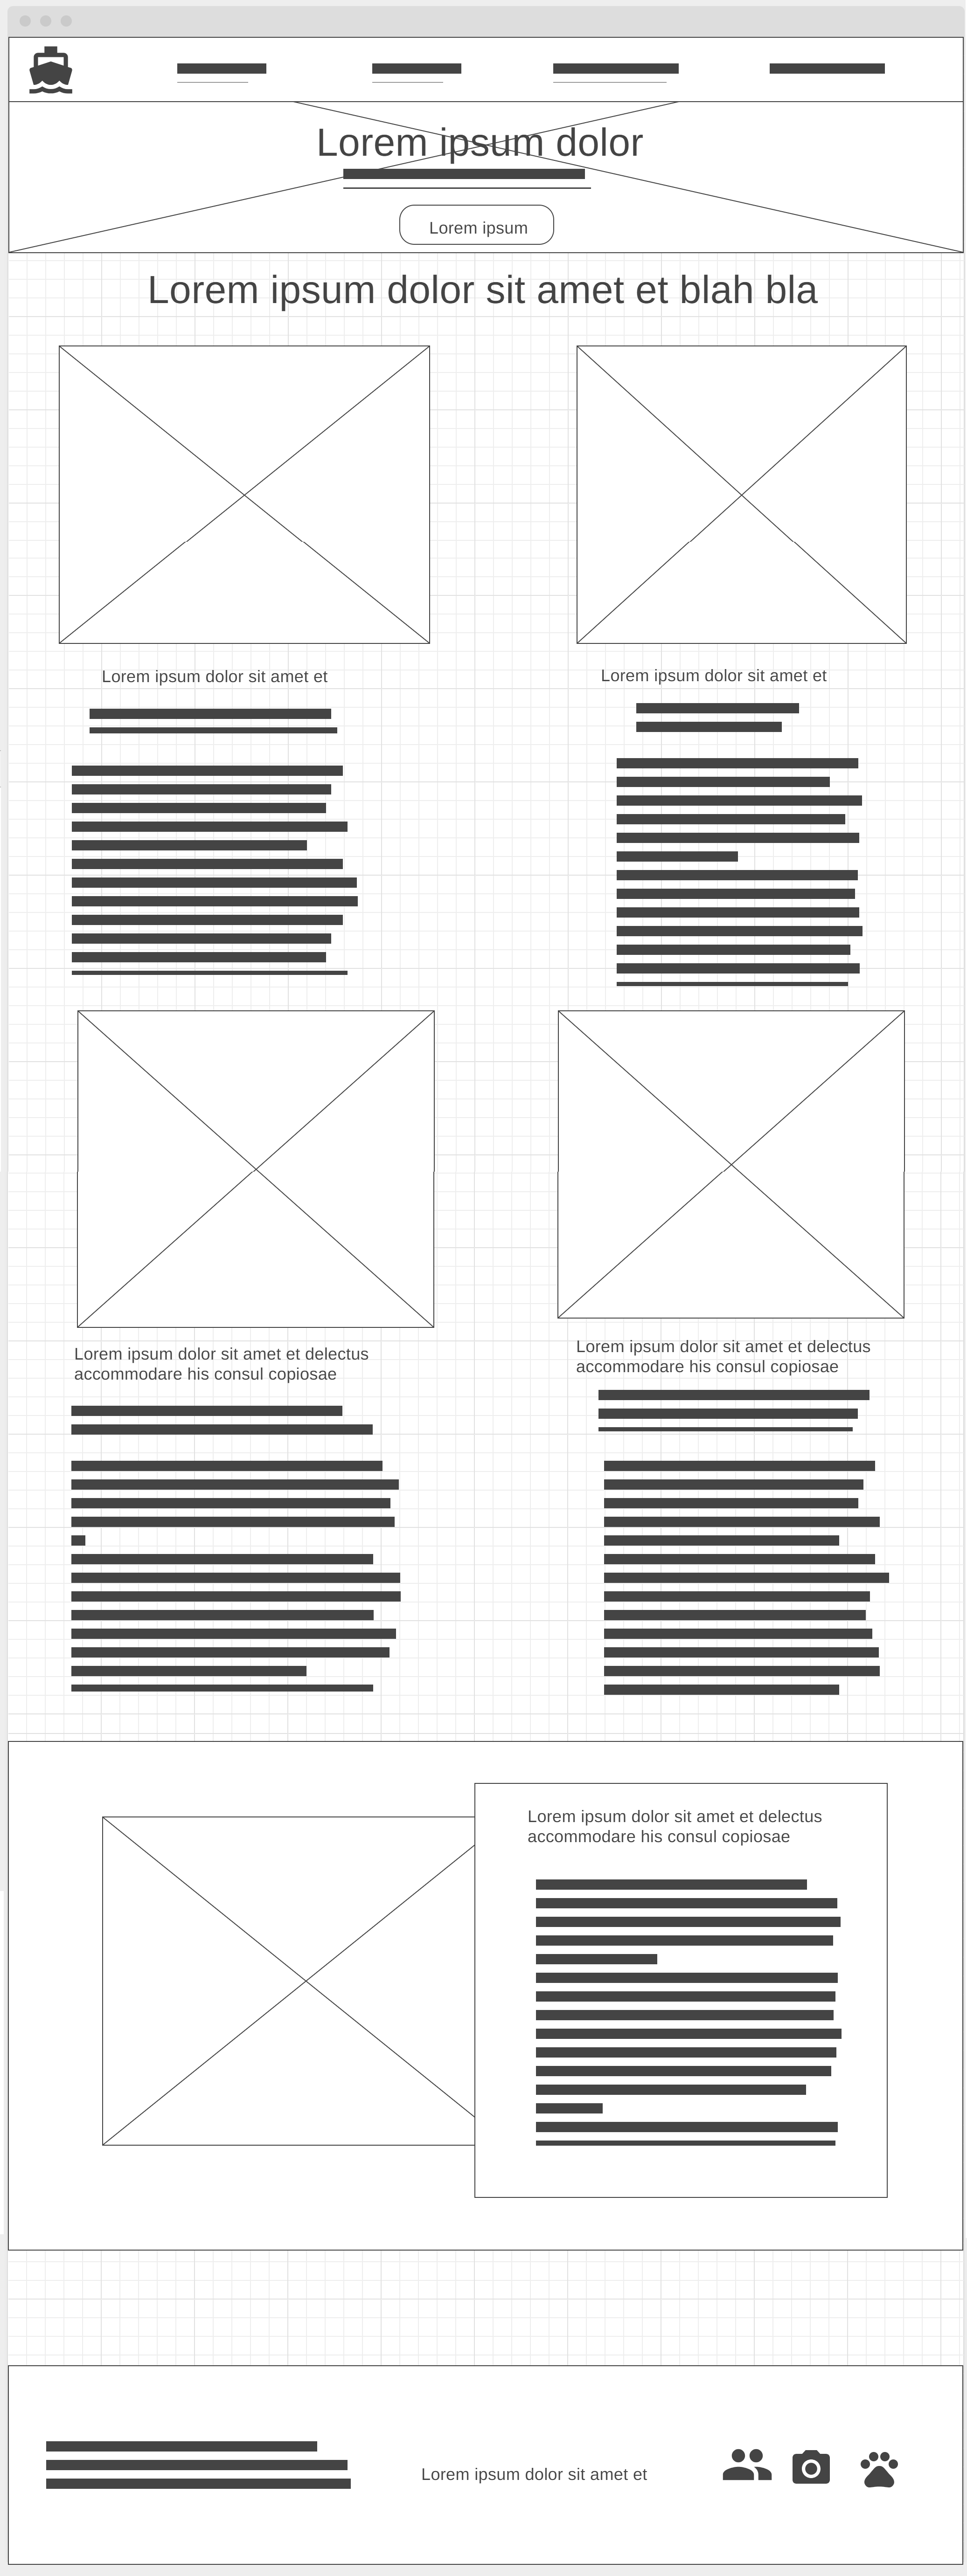 Lorem ipsum dolor
Lorem ipsum
Lorem ipsum dolor sit amet et blah bla
Lorem ipsum dolor sit amet et
Lorem ipsum dolor sit amet et
Lorem ipsum dolor sit amet et delectus
accommodare his consul copiosae
Lorem ipsum dolor sit amet et delectus
accommodare his consul copiosae
Lorem ipsum dolor sit amet et delectus
accommodare his consul copiosae
Lorem ipsum dolor sit amet et